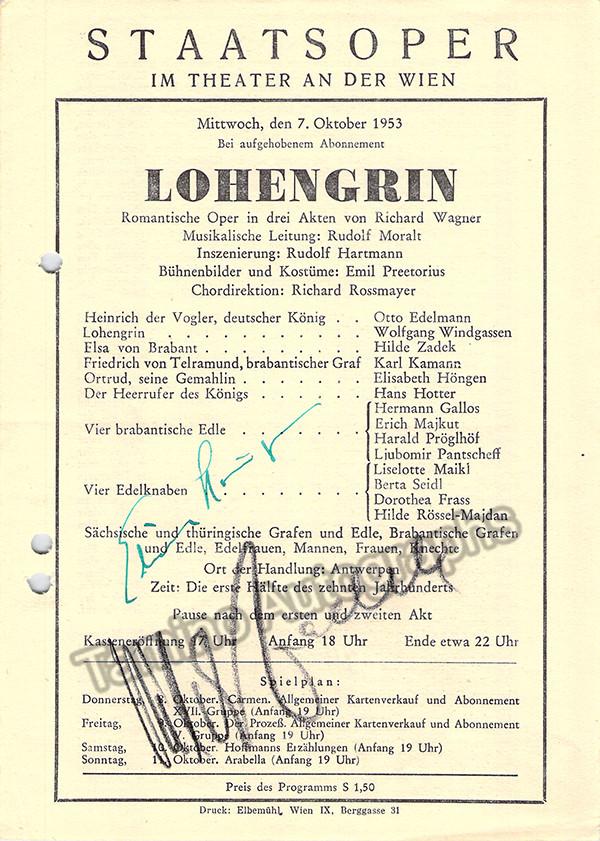 STAATSOPER
IM THEATER AN DER WIEN
Mittwoch, den 7. Oktober 1953
Bei aufgehobenem Abonnement
LOHENGRIN
Romantische Oper in drei Akten von Richard Wagner
Musikalische Leitung: Rudolf Moralt
Inszenierung: Rudolf Hartmann
Bühnenbilder und Kostüme: Emil Preetorius
Chordirektion: Richard Rossmayer
Heinrich der Vogler, deutscher König . . Otto Edelmann
Lohengrin . . . . . . . . . . Wolfgang Windgassen
Elsa von Brabant . . . . . . . . Hilde Zadek
Friedrich von Telramund, brabantischer Graf Karl Kamann
Ortrud, seine Gemahlin . . . . . . Elisabeth Höngen
Der Heerrufer des Königs . . . . . Hans Hotter
Hermann Gallos
Vier brabantische Edle . . . . . . Erich Majkut
Harald Pröglhöf
Ljubomir Pantscheff
Liselotte Maikl
Vier Edelknaben . . . . . . . Berta Seidl
Dorothea Frass
Hilde Rössel-Majdan
Sächsische und thüringische Grafen und Edle, Brabantische Grafen
und Edle, Edelfrauen, Mannen, Frauen, Knechte
Ort der Handlung: Antwerpen
Zeit: Die erste Hälfte des zehnten Jahrhunderts
Pause nach dem ersten und zweiten Akt
Kasseneröffnung 17 Uhr Anfang 18 Uhr Ende etwa 22 Uhr
Spielplan:
Donnerstag, 8. Oktober. Carmen. Allgemeiner Kartenverkauf und Abonnement
XVII. Gruppe (Anfang 19 Uhr)
Freitag, 9. Oktober. Der Prozeß. Allgemeiner Kartenverkauf und Abonnement
V. Gruppe (Anfang 19 Uhr)
Samstag, 10. Oktober. Hoffmanns Erzählungen (Anfang 19 Uhr)
Sonntag, 11. Oktober. Arabella (Anfang 19 Uhr)
Preis des Programms S 1,50
Druck: Elbemühl, Wien IX, Berggasse 31
Tamino Autographs